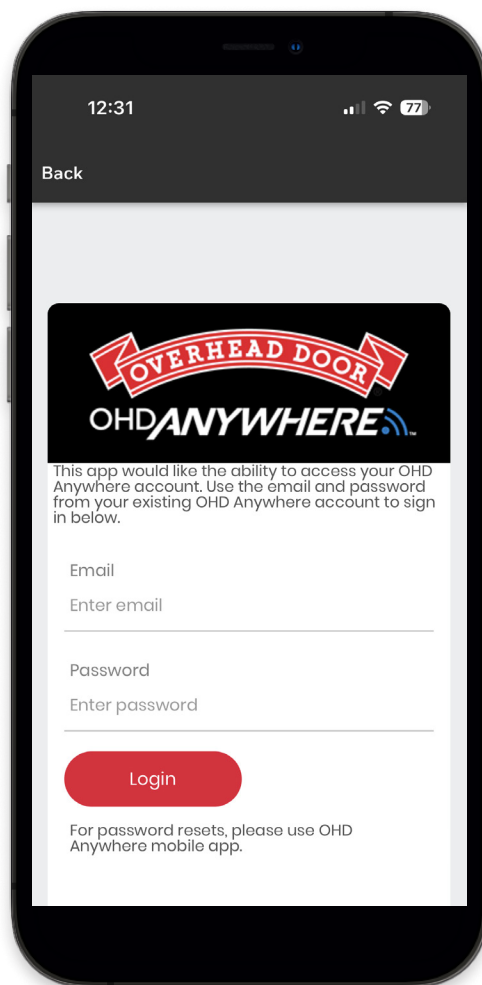 12:31
77
Back
OVERHEAD DOOR
OHDANYWHERE™
This app would like the ability to access your OHD
Anywhere account. Use the email and password
from your existing OHD Anywhere account to sign
in below.
Email
Enter email
Password
Enter password
Login
For password resets, please use OHD
Anywhere mobile app.